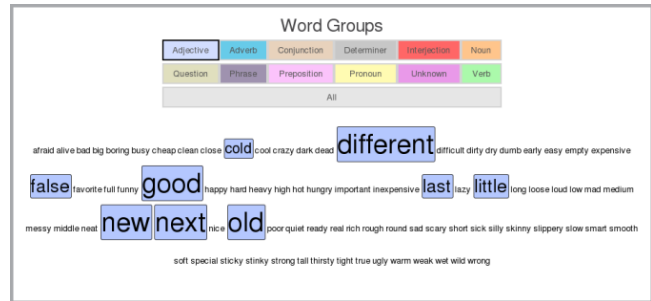 Word Groups
Adjective Adverb Conjunction Determiner Interjection Noun
Question Phrase Preposition Pronoun Unknown Verb
All
afraid alive bad big boring busy cheap clean close cold cool crazy dark dead different difficult dirty dry dumb early easy empty expensive
false favorite full funny good happy hard heavy high hot hungry important inexpensive last lazy little long loose loud low mad medium
messy middle neat new next nice old poor quiet ready real rich rough round sad scary short sick silly skinny slippery slow smart smooth
soft special sticky stinky strong tall thirsty tight true ugly warm weak wet wild wrong